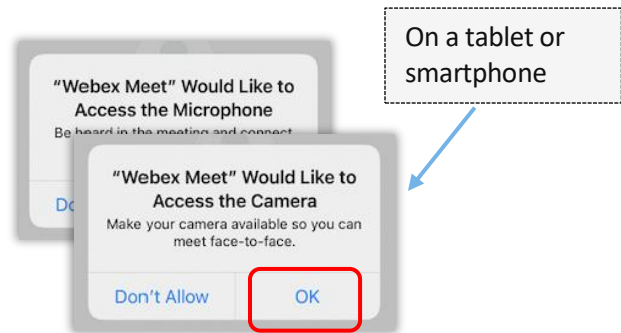 On a tablet or
smartphone
“Webex Meet” Would Like to
Access the Microphone
Be heard in the meeting and connect
“Webex Meet” Would Like to
Access the Camera
Make your camera available so you can
meet face-to-face.
Don’t Allow
OK